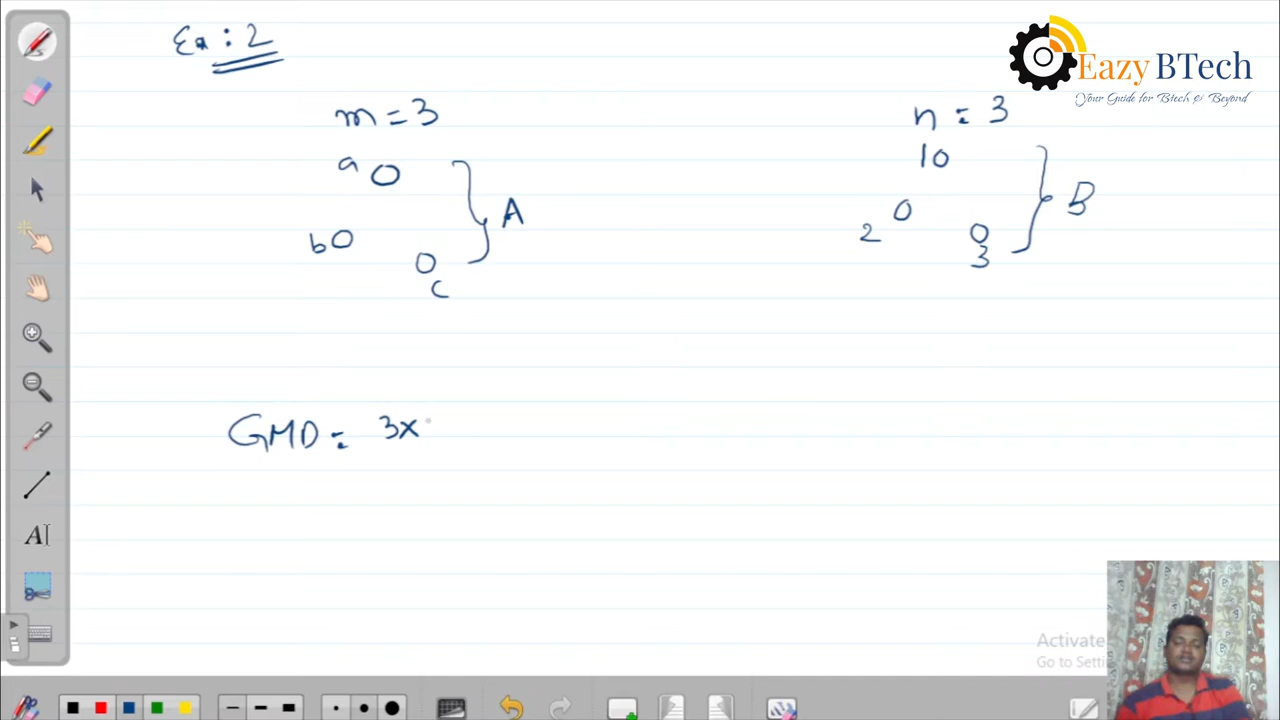 Ex : 2
Eazy BTech
Your Guide for Btech & Beyond
m = 3
n = 3
a
A
b
c
1
B
2
3
GMD = 3x
A
Activate
Go to Setti